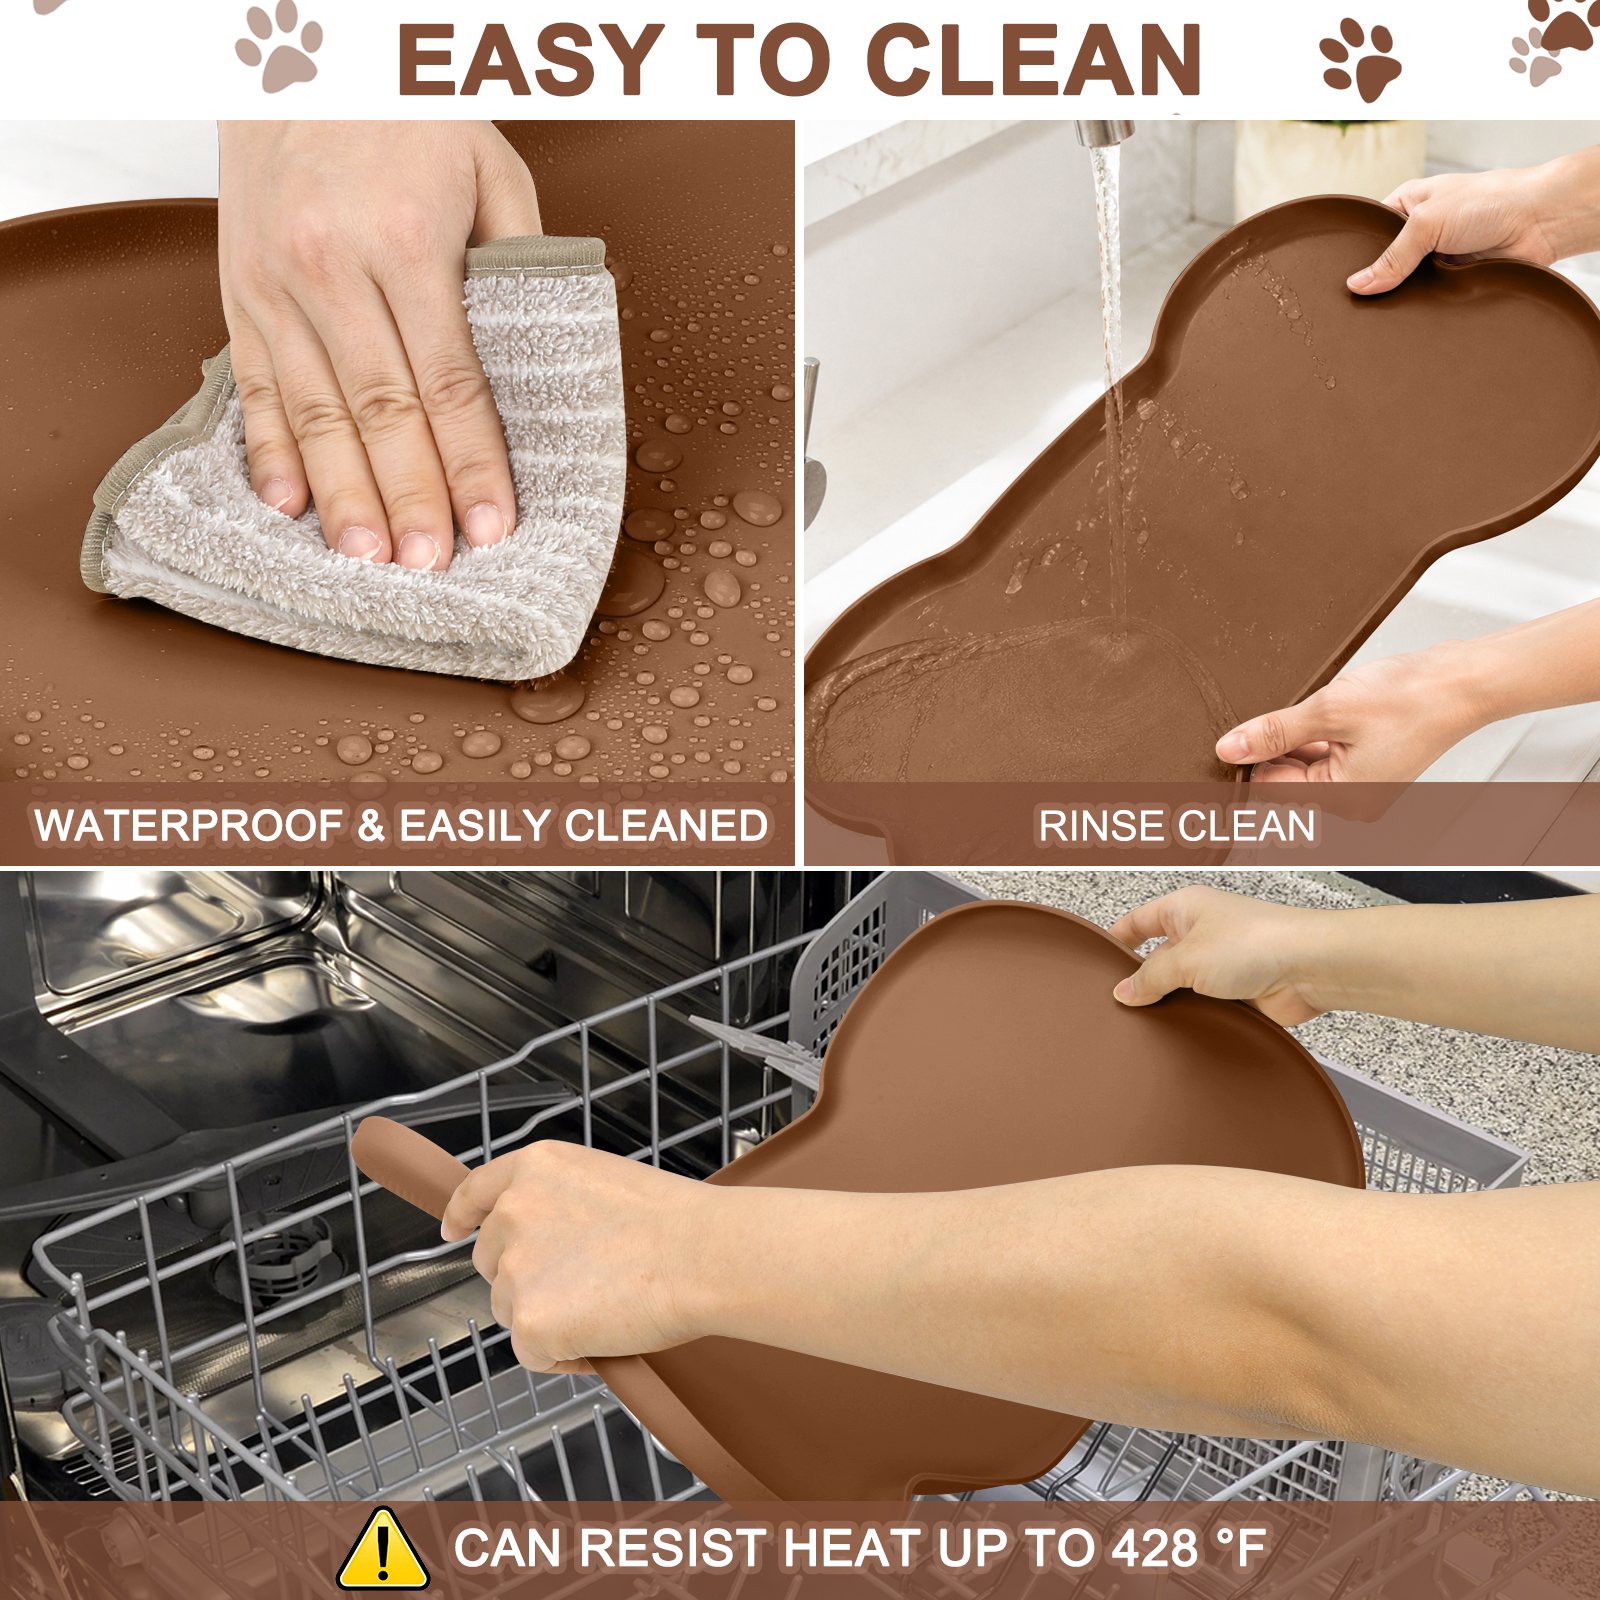 EASY TO CLEAN
WATERPROOF & EASILY CLEANED
RINSE CLEAN
CAN RESIST HEAT UP TO 428 °F